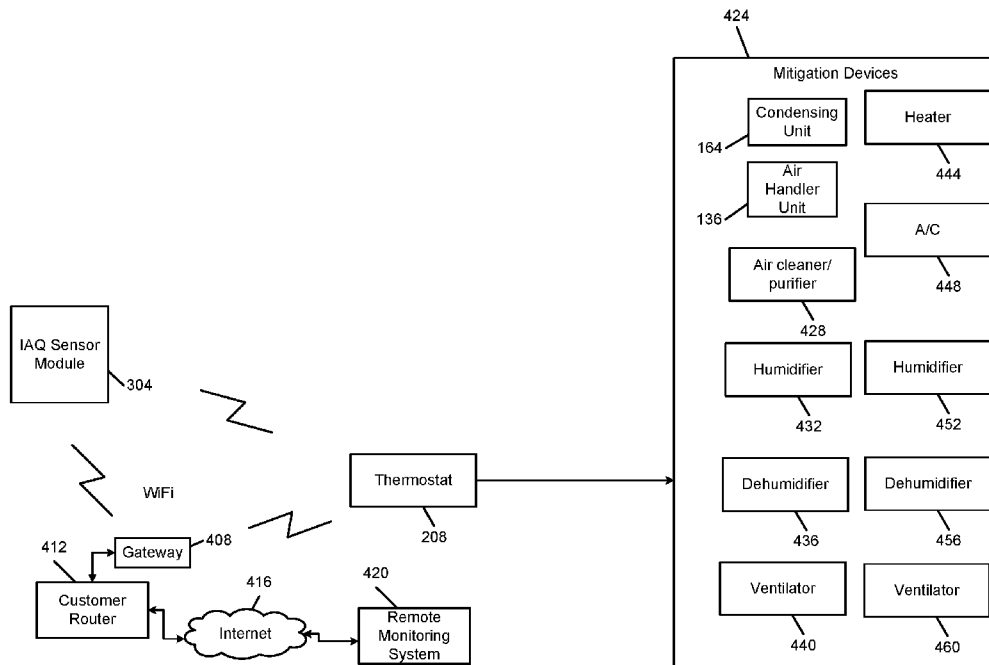 424
Mitigation Devices
Condensing
Unit
164
Heater
444
Air
Handler
Unit
136
A/C
448
Air cleaner/
purifier
428
IAQ Sensor
Module
304
Humidifier
432
Humidifier
452
WiFi
Thermostat
208
Dehumidifier
436
Dehumidifier
456
Gateway
408
412
Customer
Router
416
Internet
420
Remote
Monitoring
System
Ventilator
440
Ventilator
460